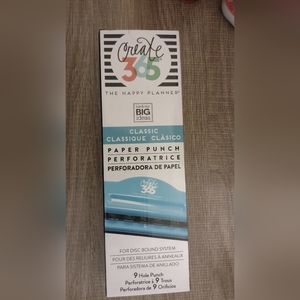 Create
365
THE HAPPY PLANNER®
BIG
ideas
CLASSIC
CLASSIQUE CLÁSICO
PAPER PUNCH
PERFORATRICE
PERFORADORA DE PAPEL
365
FOR DISC BOUND SYSTEM
POUR DES RELIURES À ANNEAUX
PARA SISTEMA DE ANILLADO
9 Hole Punch
Perforatrice à 9 Trous
Perforadora de 9 Orificios